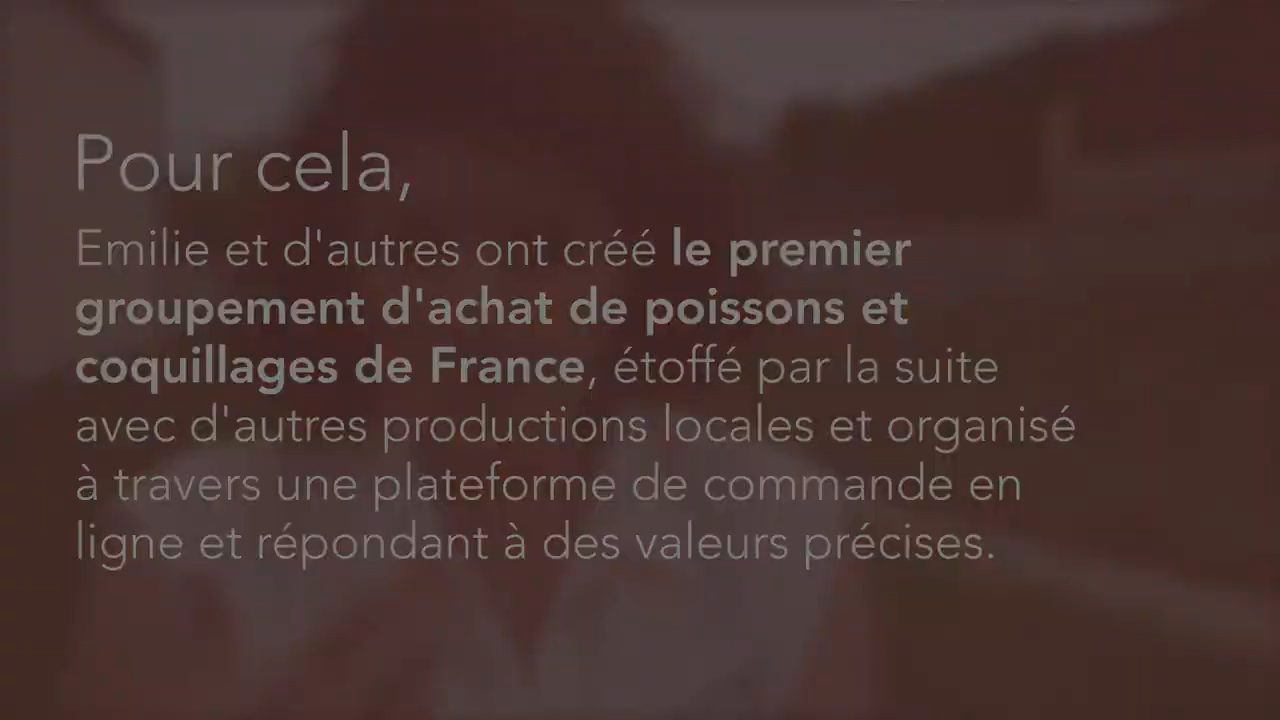 Pour cela,
Emilie et d'autres ont créé le premier
groupement d'achat de poissons et
coquillages de France, étoffé par la suite
avec d'autres productions locales et organisé
à travers une plateforme de commande en
ligne et répondant à des valeurs précises.